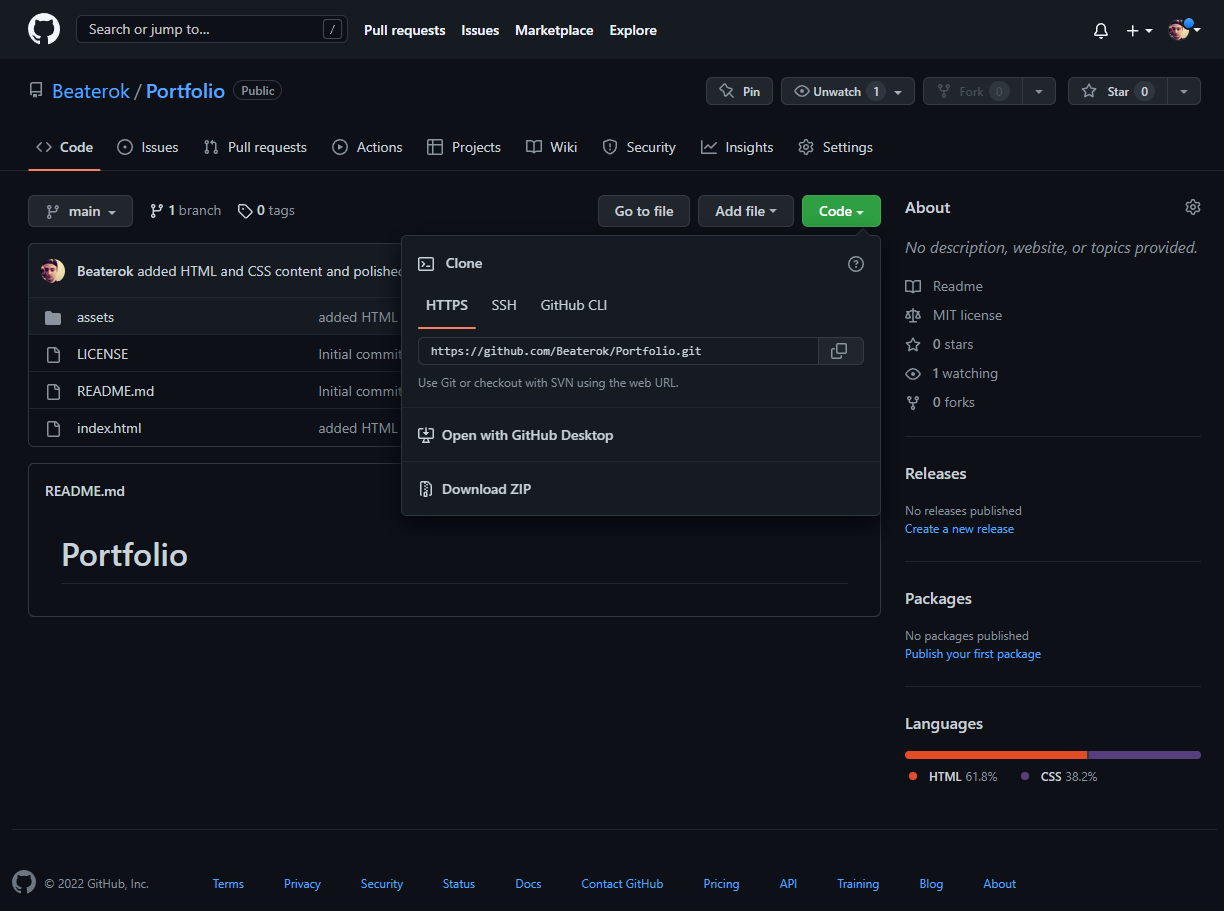 Search or jump to... / Pull requests Issues Marketplace Explore
Beaterok / Portfolio Public Pin Unwatch 1 Fork 0 Star 0
Code Issues Pull requests Actions Projects Wiki Security Insights Settings
main 1 branch 0 tags Go to file Add file Code
Beaterok added HTML and CSS content and polished
assets added HTML
LICENSE Initial commit
README.md Initial commit
index.html added HTML
Clone
HTTPS SSH GitHub CLI
https://github.com/Beaterok/Portfolio.git
Use Git or checkout with SVN using the web URL.
Open with GitHub Desktop
Download ZIP
README.md
Portfolio
About
No description, website, or topics provided.
Readme
MIT license
0 stars
1 watching
0 forks
Releases
No releases published
Create a new release
Packages
No packages published
Publish your first package
Languages
HTML 61.8% CSS 38.2%
© 2022 GitHub, Inc. Terms Privacy Security Status Docs Contact GitHub Pricing API Training Blog About